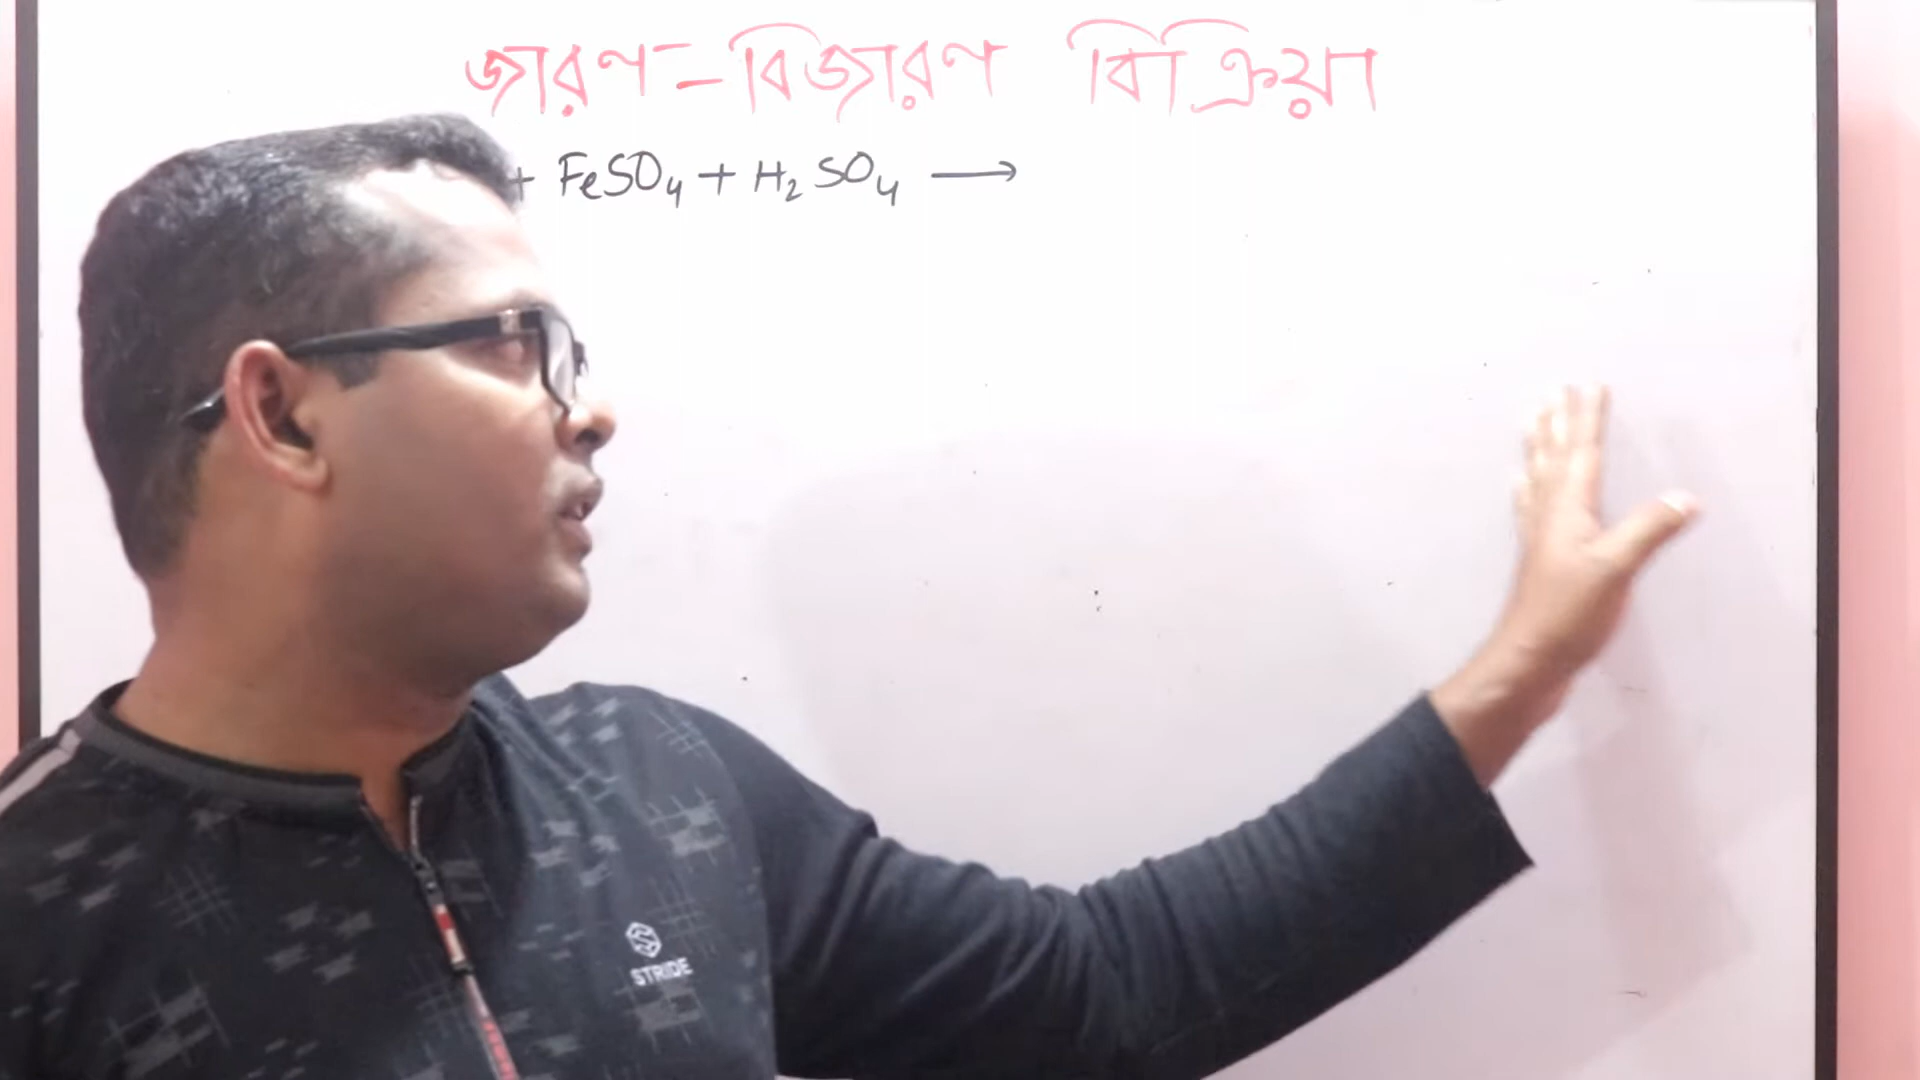 জারণ-বিজারণ বিক্রিয়া
+ FeSO₄ + H₂SO₄ ⟶
STRIDE